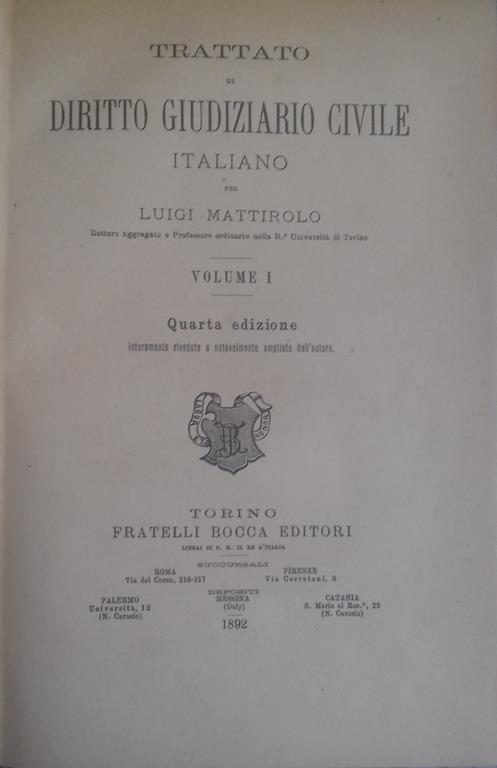 TRATTATO
DI
DIRITTO GIUDIZIARIO CIVILE
ITALIANO
PER
LUIGI MATTIROLO
Dottore aggregato e Professore ordinario nella R.ª Università di Torino
VOLUME I
Quarta edizione
interamente riveduta e notevolmente ampliata dall'autore.
LABOR
TORINO
FRATELLI BOCCA EDITORI
LIBRAI DI S. M. IL RE D'ITALIA
SUCCURSALI
ROMA
Via del Corso, 216-217
FIRENZE
Via Cerretani, 8
DEPOSITI
PALERMO
Università, 12
(N. Carosio)
MESSINA
(Daly)
CATANIA
S. Maria al Ros.º, 23
(N. Carosio)
1892